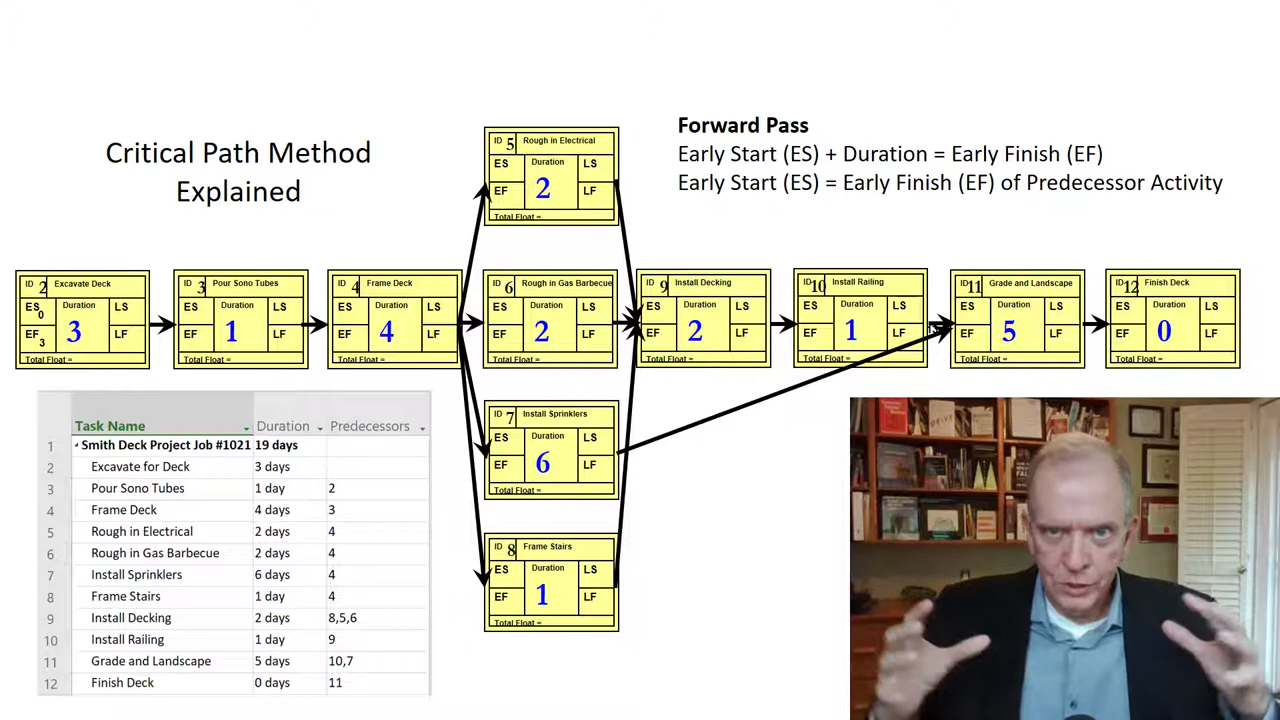 Critical Path Method
Explained
Forward Pass
Early Start (ES) + Duration = Early Finish (EF)
Early Start (ES) = Early Finish (EF) of Predecessor Activity
ID 5 Rough in Electrical
ES Duration LS
EF 2 LF
Total Float =
ID 2 Excavate Deck
ES 0 Duration LS
EF 3 3 LF
Total Float =
ID 3 Pour Sono Tubes
ES Duration LS
EF 1 LF
Total Float =
ID 4 Frame Deck
ES Duration LS
EF 4 LF
Total Float =
ID 6 Rough in Gas Barbecue
ES Duration LS
EF 2 LF
Total Float =
ID 9 Install Decking
ES Duration LS
EF 2 LF
Total Float =
ID 10 Install Railing
ES Duration LS
EF 1 LF
Total Float =
ID 11 Grade and Landscape
ES Duration LS
EF 5 LF
Total Float =
ID 12 Finish Deck
ES Duration LS
EF 0 LF
Total Float =
ID 7 Install Sprinklers
ES Duration LS
EF 6 LF
Total Float =
ID 8 Frame Stairs
ES Duration LS
EF 1 LF
Total Float =
Task Name Duration Predecessors
1 Smith Deck Project Job #1021 19 days
2 Excavate for Deck 3 days
3 Pour Sono Tubes 1 day 2
4 Frame Deck 4 days 3
5 Rough in Electrical 2 days 4
6 Rough in Gas Barbecue 2 days 4
7 Install Sprinklers 6 days 4
8 Frame Stairs 1 day 4
9 Install Decking 2 days 8,5,6
10 Install Railing 1 day 9
11 Grade and Landscape 5 days 10,7
12 Finish Deck 0 days 11